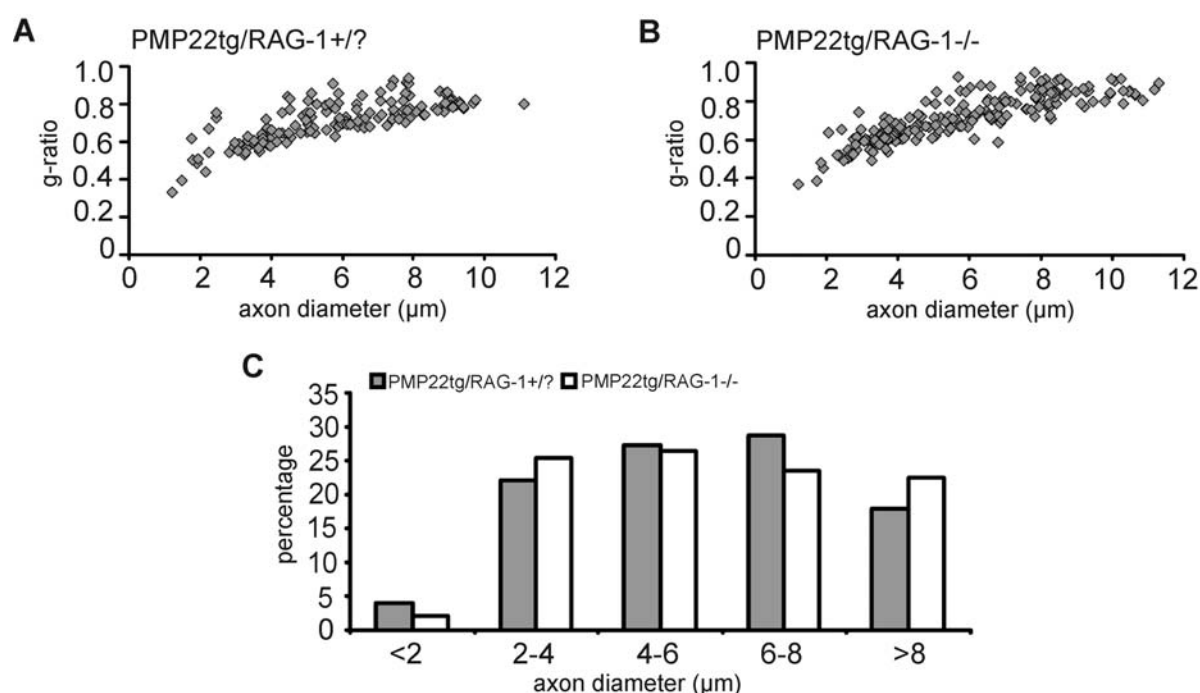 A
PMP22tg/RAG-1+/?
1.0
0.8
0.6
0.4
0.2
0
g-ratio
0 2 4 6 8 10 12
axon diameter (µm)
B
PMP22tg/RAG-1-/-
1.0
0.8
0.6
0.4
0.2
0
g-ratio
0 2 4 6 8 10 12
axon diameter (µm)
C
PMP22tg/RAG-1+/? PMP22tg/RAG-1-/-
35
30
25
20
15
10
5
0
percentage
<2 2-4 4-6 6-8 >8
axon diameter (µm)